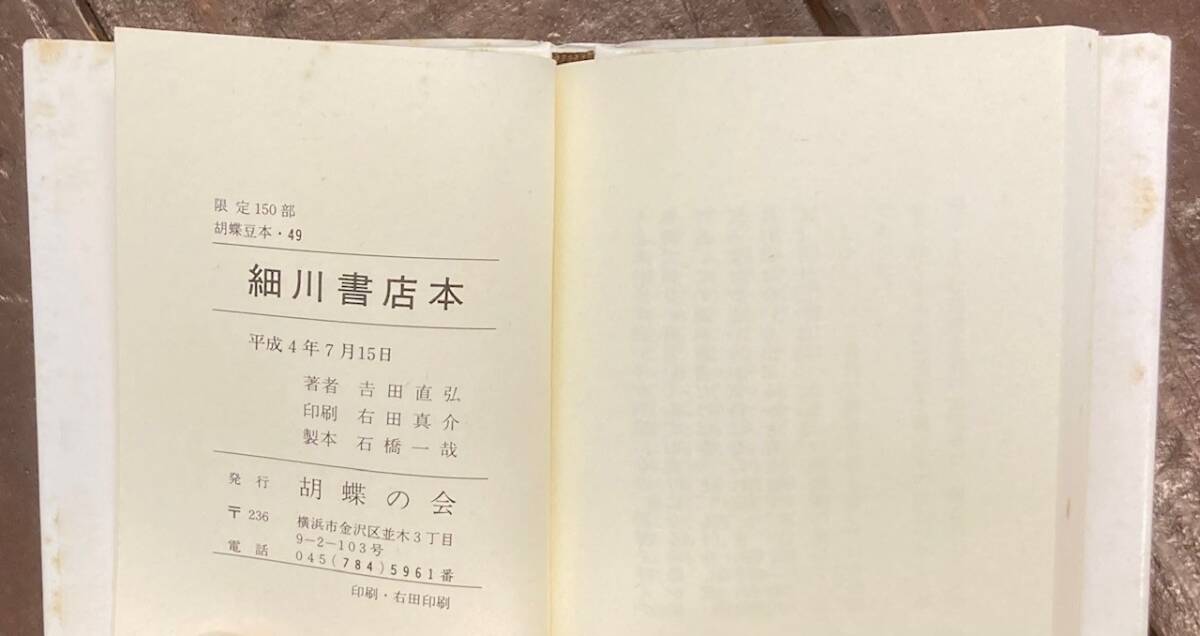 限定150部
胡蝶豆本・49
細川書店本
平成4年7月15日
著者 吉田直弘
印刷 右田真介
製本 石橋一哉
発行 胡蝶の会
〒236 横浜市金沢区並木3丁目
9-2-103号
電話 045(784)5961番
印刷・右田印刷